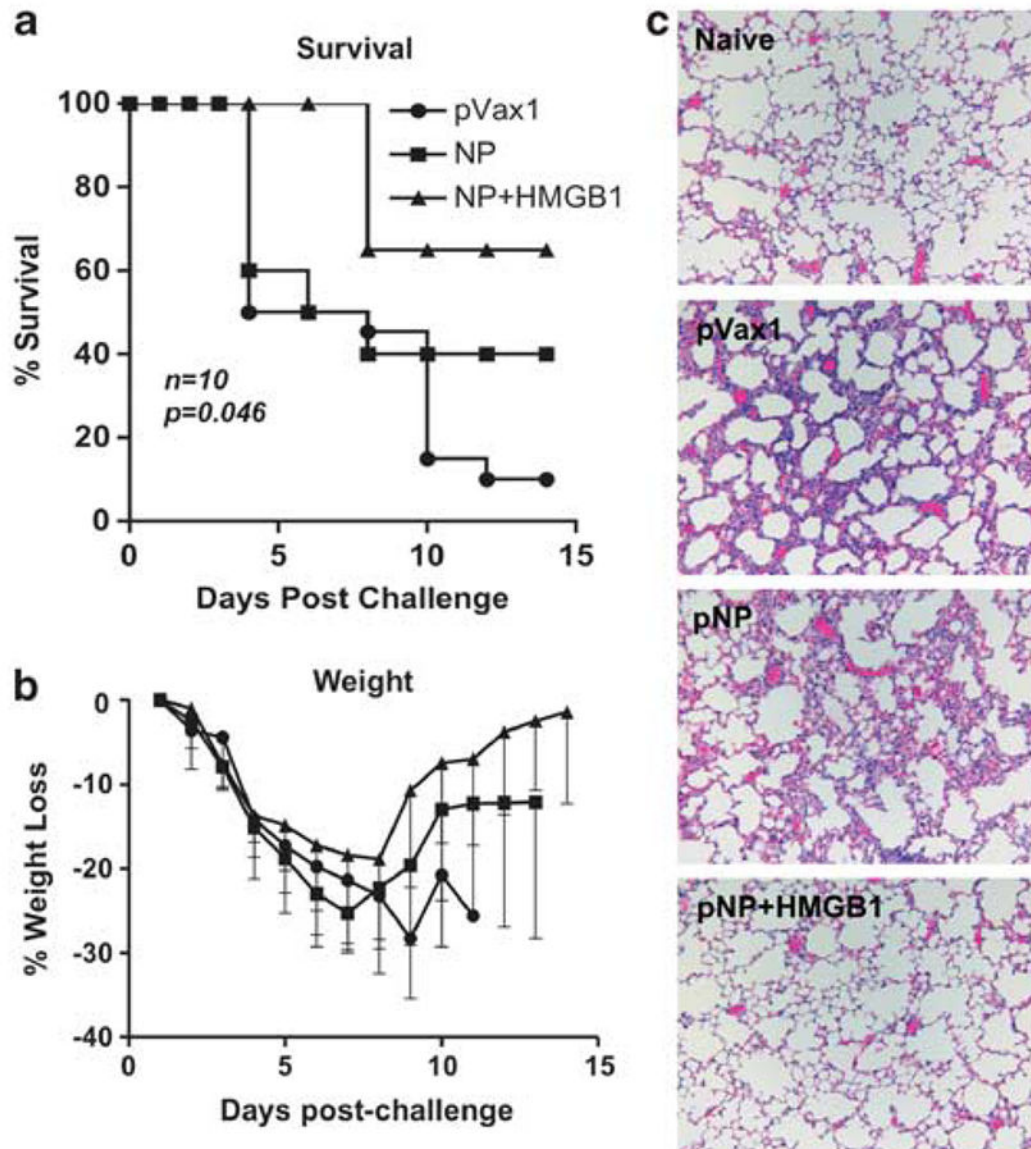 a
Survival
100
80
60
40
20
0
% Survival
pVax1
NP
NP+HMGB1
n=10
p=0.046
0 5 10 15
Days Post Challenge
b
Weight
0
-10
-20
-30
-40
% Weight Loss
0 5 10 15
Days post-challenge
c
Naive
pVax1
pNP
pNP+HMGB1